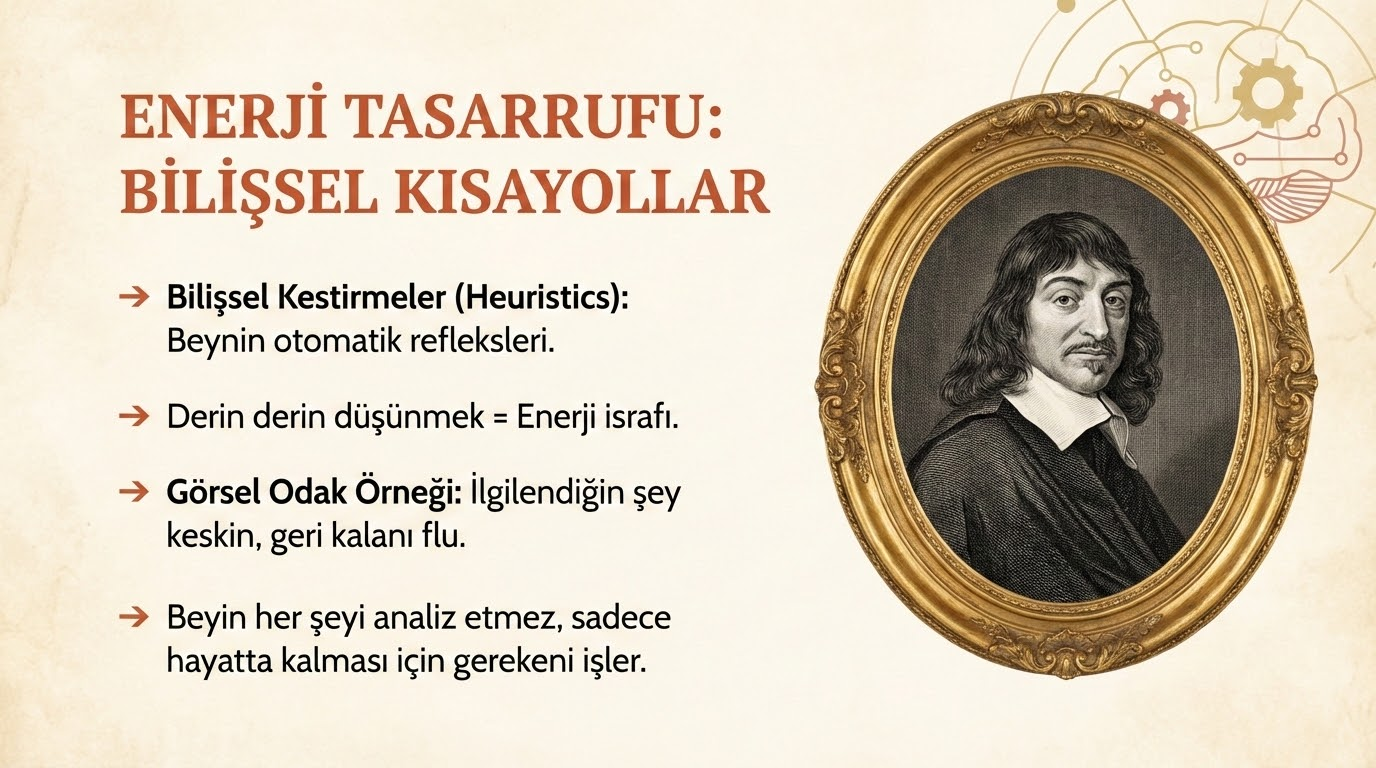 ENERJİ TASARRUFU:
BİLİŞSEL KISAYOLLAR
➔ Bilişsel Kestirmeler (Heuristics):
Beynin otomatik refleksleri.
➔ Derin derin düşünmek = Enerji israfı.
➔ Görsel Odak Örneği: İlgilendiğin şey
keskin, geri kalanı flu.
➔ Beyin her şeyi analiz etmez, sadece
hayatta kalması için gerekeni işler.